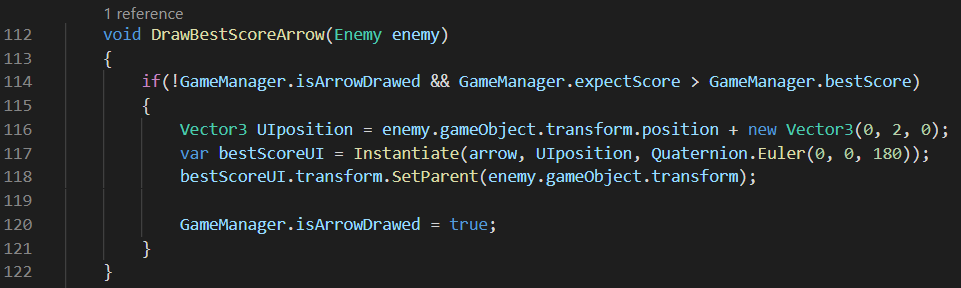 1 reference
112 void DrawBestScoreArrow(Enemy enemy)
113 {
114 if(!GameManager.isArrowDrawed && GameManager.expectScore > GameManager.bestScore)
115 {
116 Vector3 UIposition = enemy.gameObject.transform.position + new Vector3(0, 2, 0);
117 var bestScoreUI = Instantiate(arrow, UIposition, Quaternion.Euler(0, 0, 180));
118 bestScoreUI.transform.SetParent(enemy.gameObject.transform);
119
120 GameManager.isArrowDrawed = true;
121 }
122 }